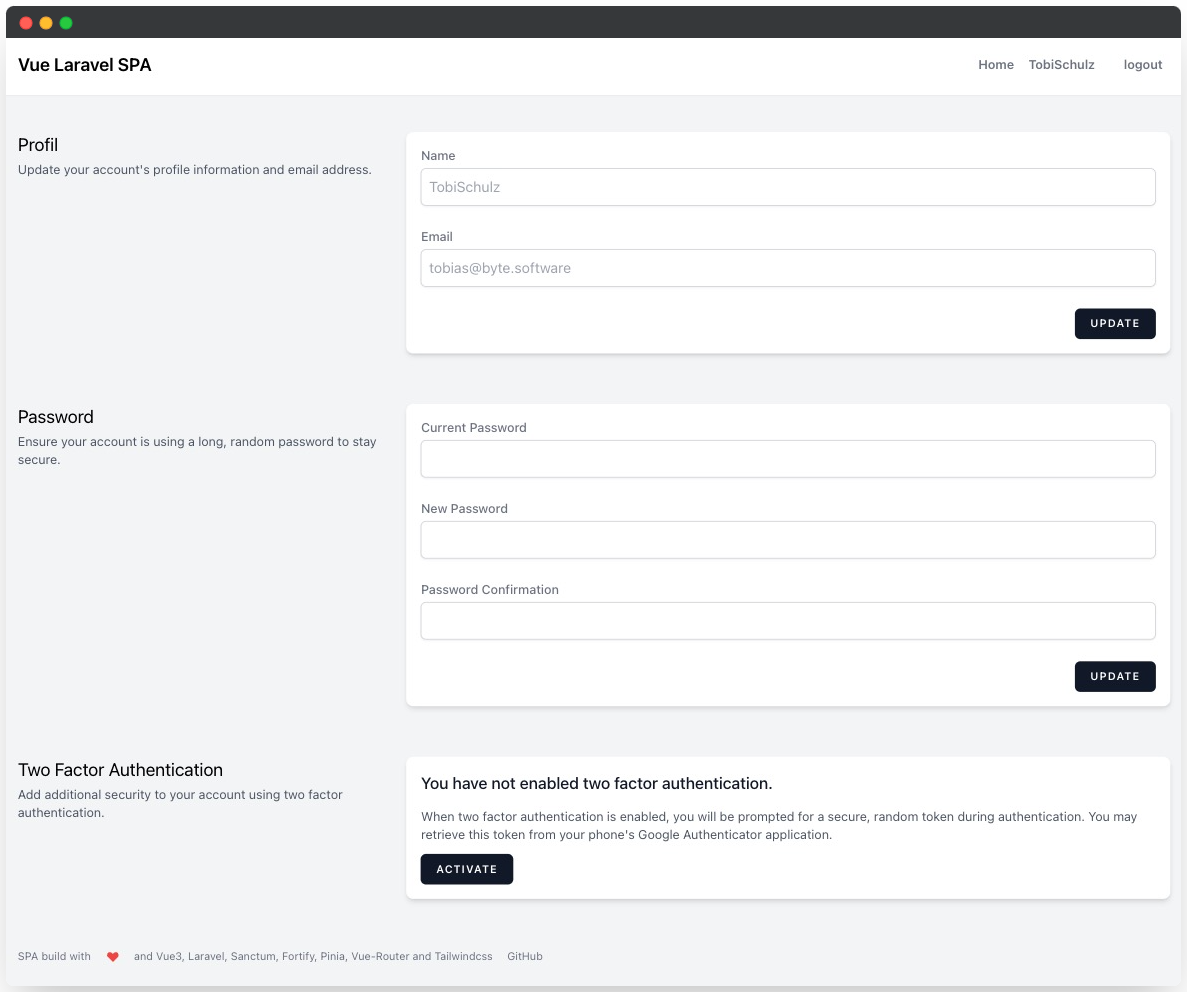 Vue Laravel SPA
Home TobiSchulz logout
Profil
Update your account's profile information and email address.
Name
TobiSchulz
Email
tobias@byte.software
UPDATE
Password
Ensure your account is using a long, random password to stay
secure.
Current Password
New Password
Password Confirmation
UPDATE
Two Factor Authentication
Add additional security to your account using two factor
authentication.
You have not enabled two factor authentication.
When two factor authentication is enabled, you will be prompted for a secure, random token during authentication. You may
retrieve this token from your phone's Google Authenticator application.
ACTIVATE
SPA build with ❤️ and Vue3, Laravel, Sanctum, Fortify, Pinia, Vue-Router and Tailwindcss GitHub